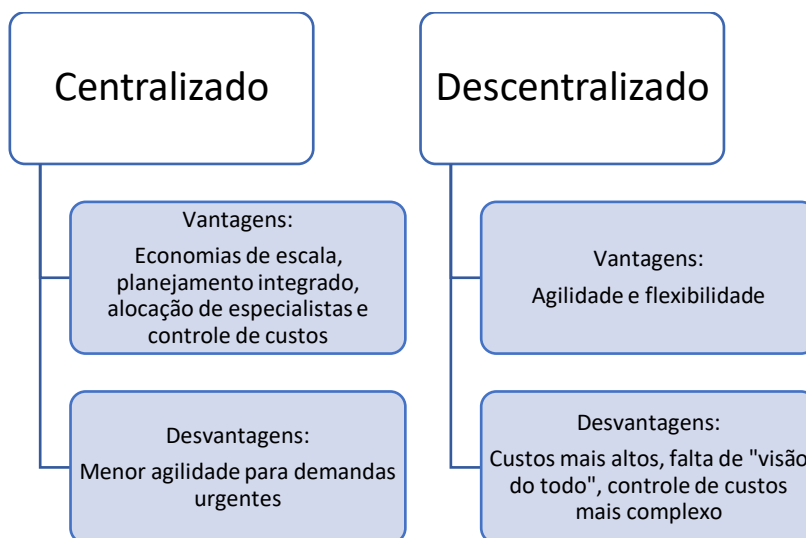 Centralizado
Vantagens:
Economias de escala,
planejamento integrado,
alocação de especialistas e
controle de custos
Desvantagens:
Menor agilidade para demandas
urgentes
Descentralizado
Vantagens:
Agilidade e flexibilidade
Desvantagens:
Custos mais altos, falta de "visão
do todo", controle de custos
mais complexo